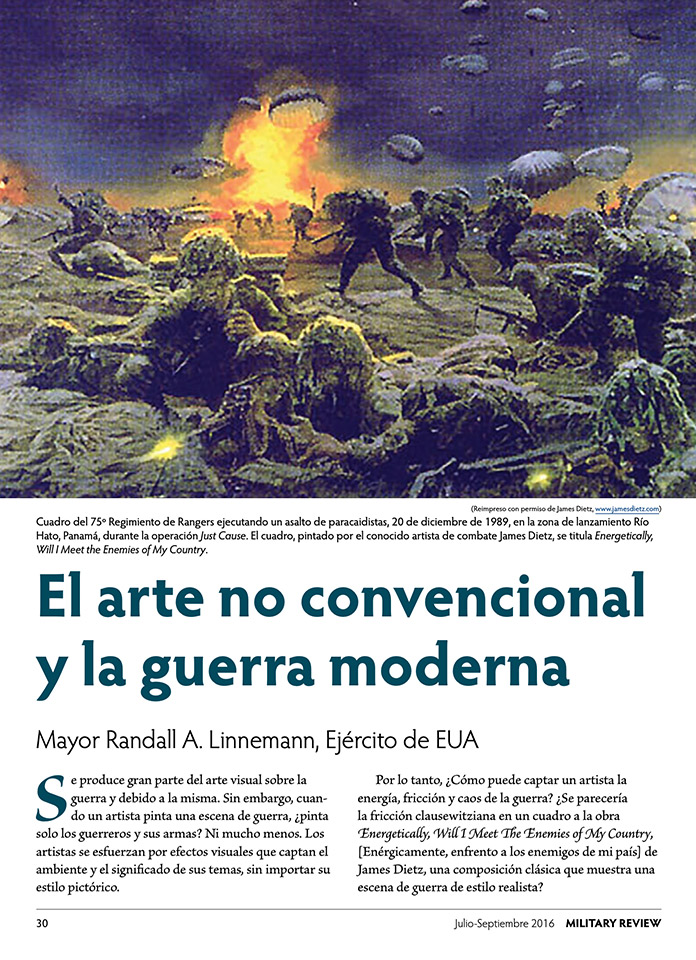 (Reimpreso con permiso de James Dietz, www.jamesdietz.com)
Cuadro del 75º Regimiento de Rangers ejecutando un asalto de paracaidistas, 20 de diciembre de 1989, en la zona de lanzamiento Río
Hato, Panamá, durante la operación Just Cause. El cuadro, pintado por el conocido artista de combate James Dietz, se titula Energetically,
Will I Meet the Enemies of My Country.
El arte no convencional
y la guerra moderna
Mayor Randall A. Linnemann, Ejército de EUA
Se produce gran parte del arte visual sobre la
guerra y debido a la misma. Sin embargo, cuan-
do un artista pinta una escena de guerra, ¿pinta
solo los guerreros y sus armas? Ni mucho menos. Los
artistas se esfuerzan por efectos visuales que captan el
ambiente y el significado de sus temas, sin importar su
estilo pictórico.
Por lo tanto, ¿Cómo puede captar un artista la
energía, fricción y caos de la guerra? ¿Se parecería
la fricción clausewitziana en un cuadro a la obra
Energetically, Will I Meet The Enemies of My Country,
[Enérgicamente, enfrento a los enemigos de mi país] de
James Dietz, una composición clásica que muestra una
escena de guerra de estilo realista?
30
Julio-Septiembre 2016 MILITARY REVIEW